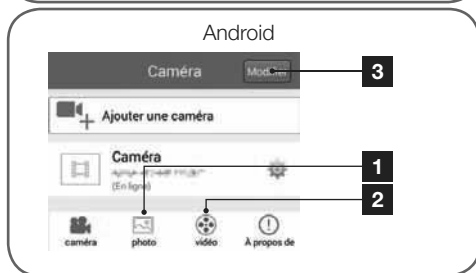 Android
Caméra Modifier 3
Ajouter une caméra
Caméra
(En ligne)
1
2
caméra photo vidéo À propos de